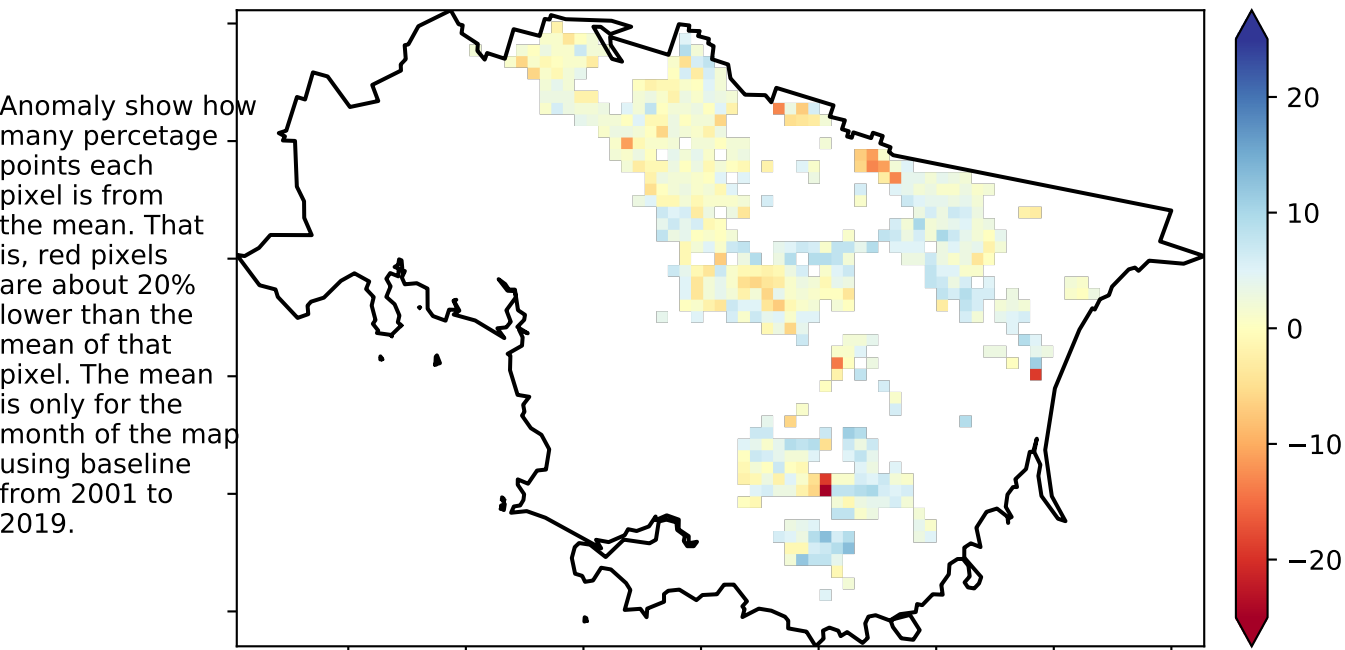 Anomaly show how
many percetage
points each
pixel is from
the mean. That
is, red pixels
are about 20%
lower than the
mean of that
pixel. The mean
is only for the
month of the map
using baseline
from 2001 to
2019.
20
10
0
−10
−20